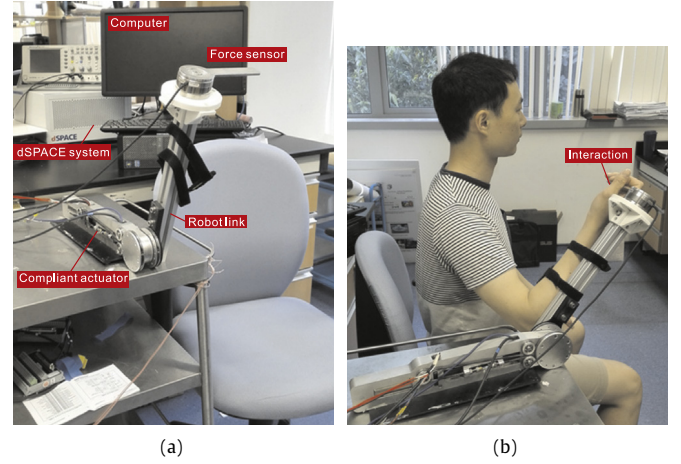 Computer
Force sensor
dSPACE
dSPACE system
Robot link
Compliant actuator
Interaction
(a)
(b)